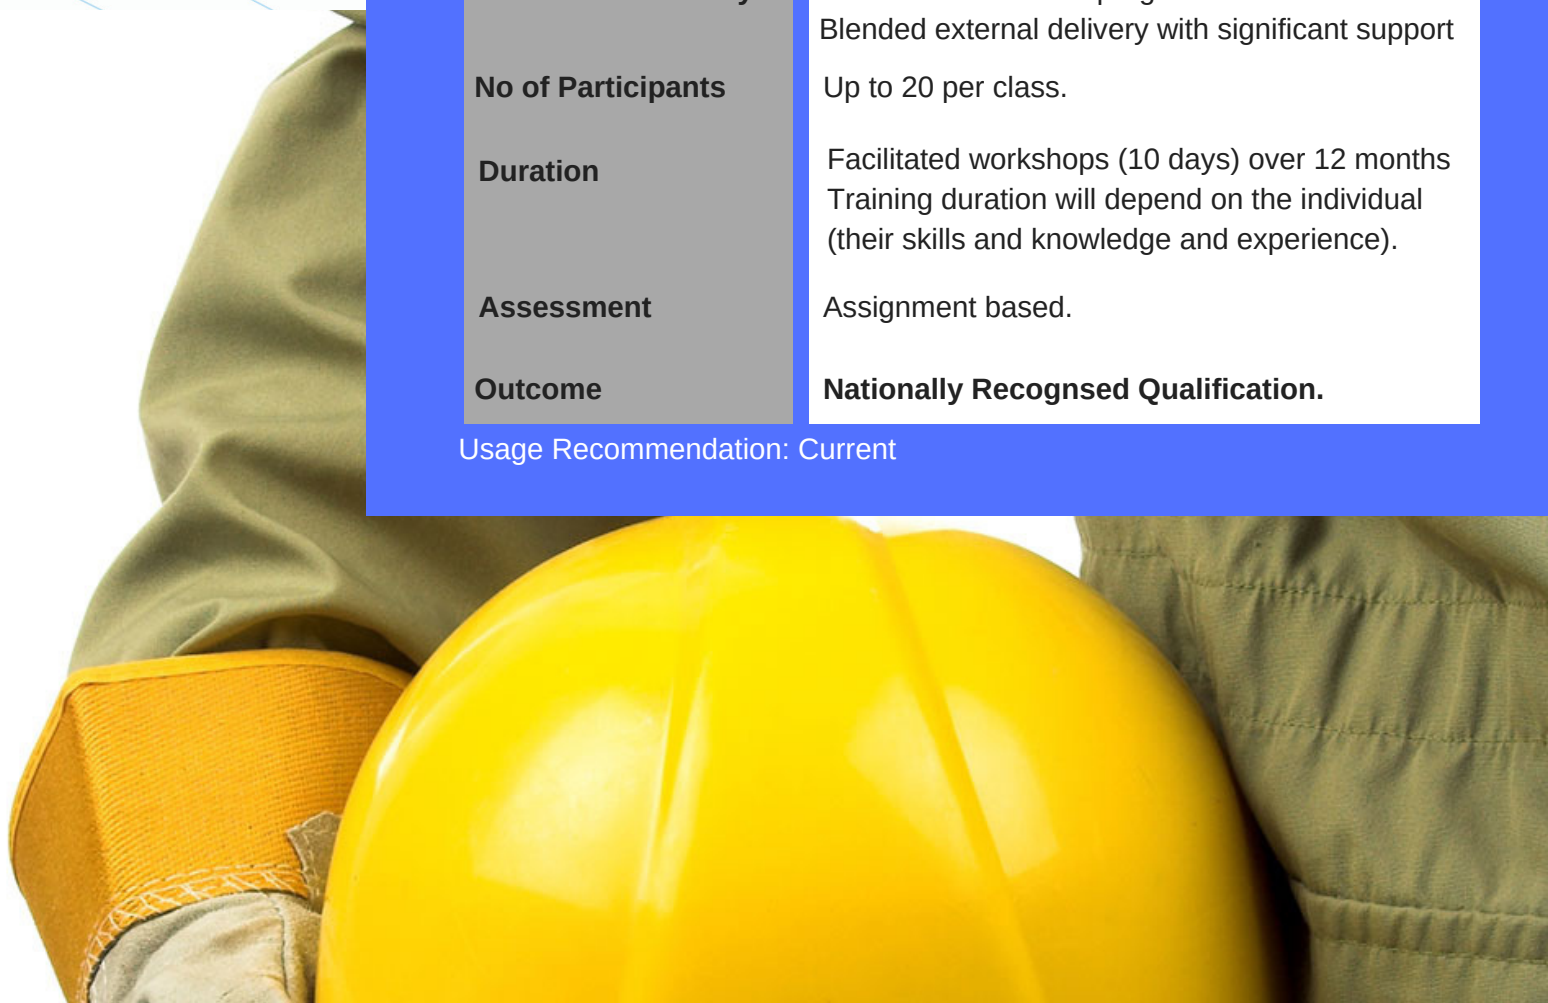 Blended external delivery with significant support
No of Participants
Up to 20 per class.
Duration
Facilitated workshops (10 days) over 12 months
Training duration will depend on the individual
(their skills and knowledge and experience).
Assessment
Assignment based.
Outcome
Nationally Recognsed Qualification.
Usage Recommendation: Current